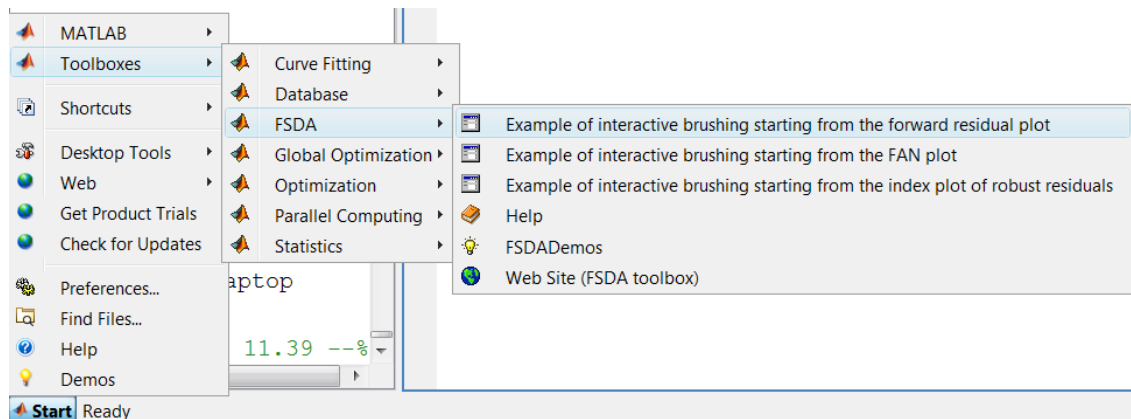 MATLAB
Toolboxes
Shortcuts
Desktop Tools
Web
Get Product Trials
Check for Updates
Preferences...
Find Files...
Help
Demos
Curve Fitting
Database
FSDA
Global Optimization
Optimization
Parallel Computing
Statistics
Example of interactive brushing starting from the forward residual plot
Example of interactive brushing starting from the FAN plot
Example of interactive brushing starting from the index plot of robust residuals
Help
FSDADemos
Web Site (FSDA toolbox)
aptop
11.39 --%
Start Ready